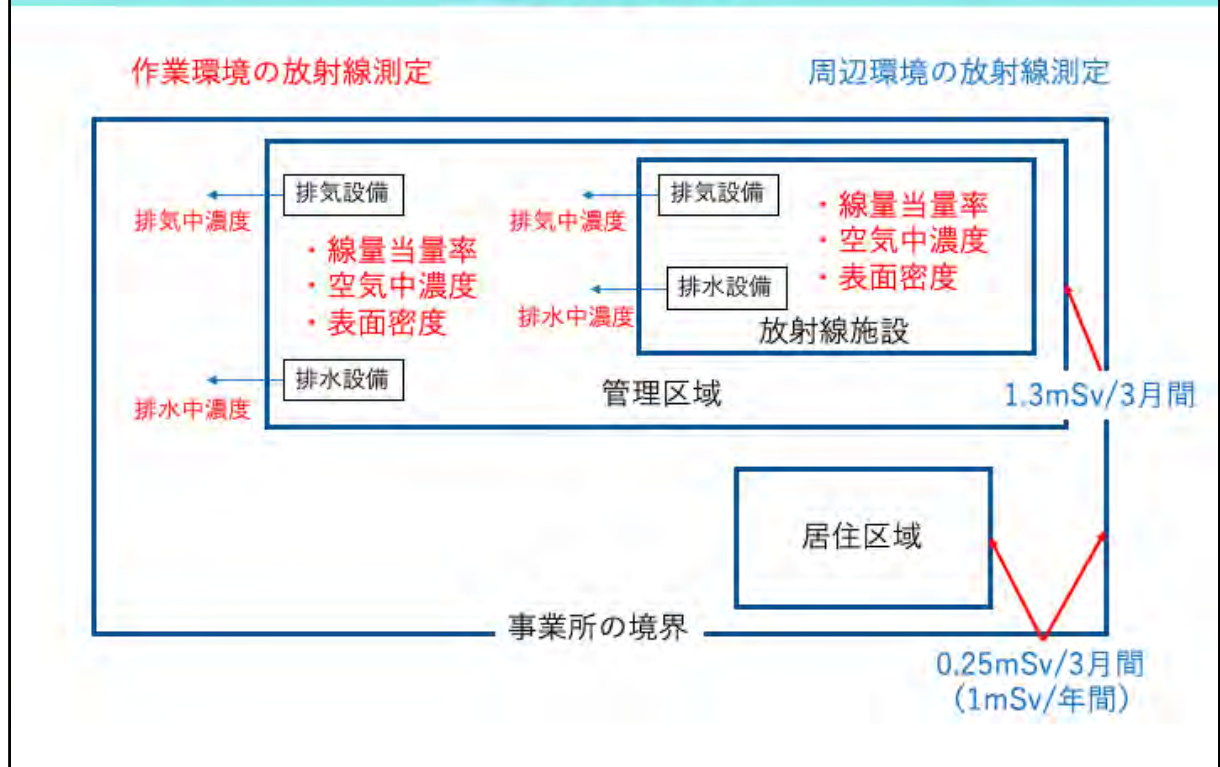 作業環境の放射線測定
周辺環境の放射線測定
排気設備
排気中濃度
・線量当量率
・空気中濃度
・表面密度
排水設備
排水中濃度
排気設備
排気中濃度
・線量当量率
・空気中濃度
・表面密度
排水設備
排水中濃度
放射線施設
管理区域
1.3mSv/3月間
居住区域
事業所の境界
0.25mSv/3月間
(1mSv/年間)